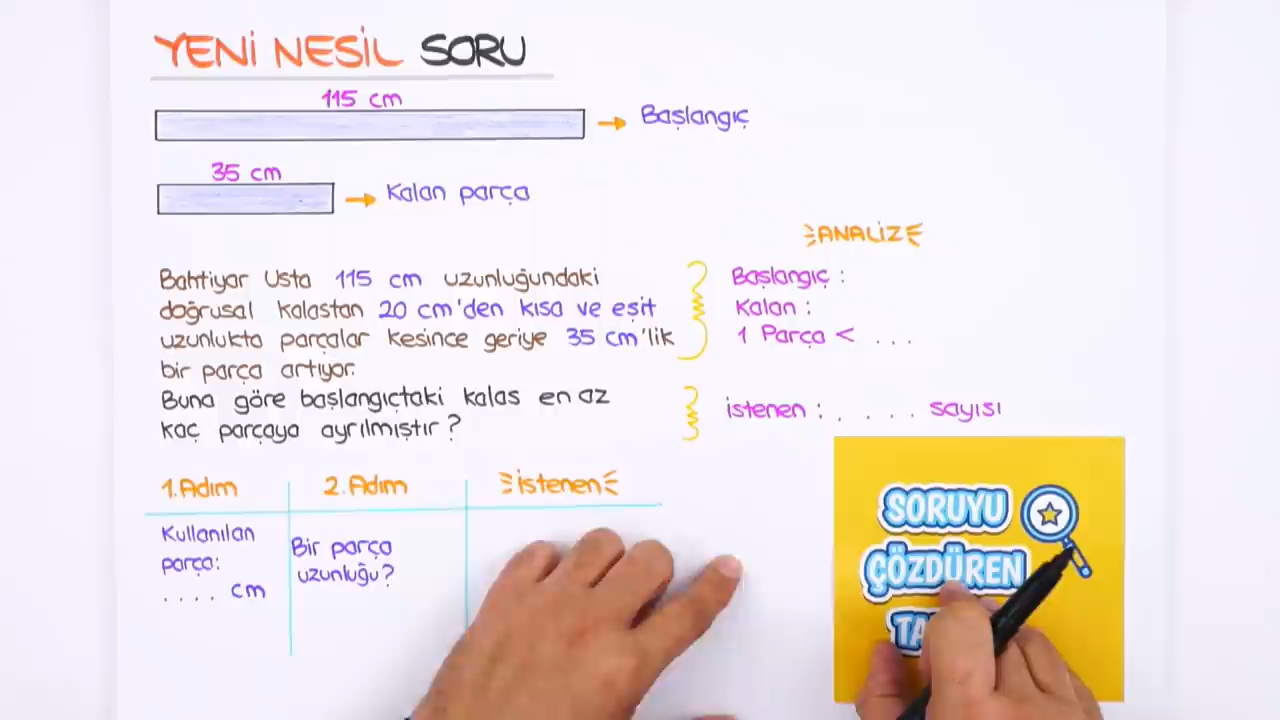 YENİ NESİL SORU
115 cm
Başlangıç
35 cm
Kalan parça
Bahtiyar Usta 115 cm uzunluğundaki
doğrusal kalastan 20 cm'den kısa ve eşit
uzunlukta parçalar kesince geriye 35 cm'lik
bir parça artıyor.
Buna göre başlangıçtaki kalas en az
kaç parçaya ayrılmıştır?
ANALİZ
Başlangıç :
Kalan :
1 Parça < ...
istenen : .... sayısı
1. Adım
2. Adım
istenen
Kullanılan
parça:
.... cm
Bir parça
uzunluğu?
SORUYU
ÇÖZDÜREN